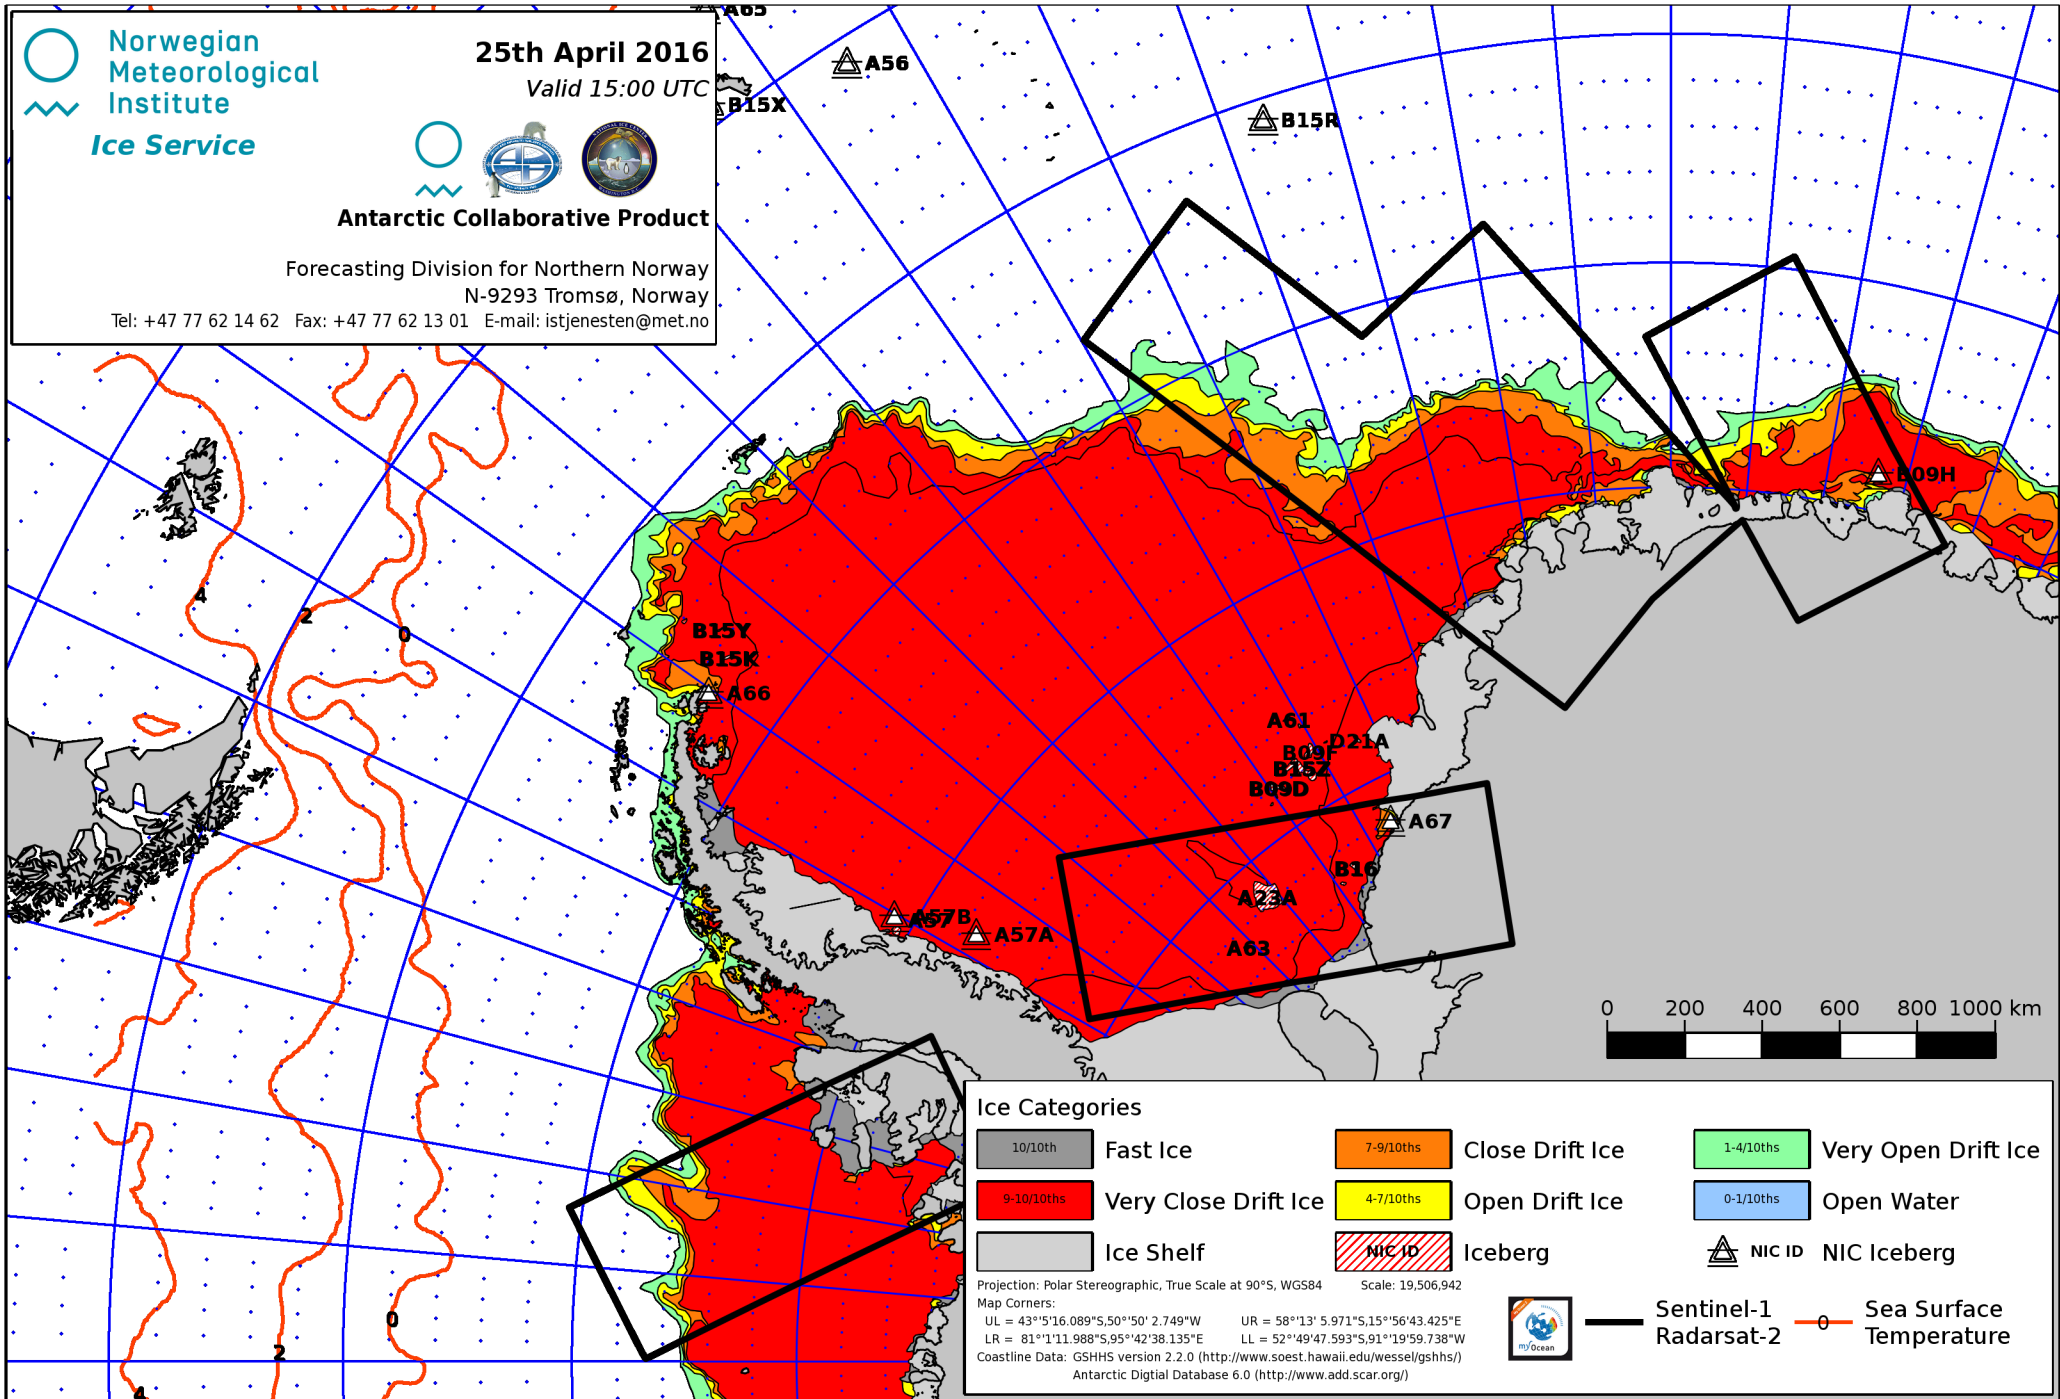 Norwegian
Meteorological
Institute
Ice Service
25th April 2016
Valid 15:00 UTC
Antarctic Collaborative Product
Forecasting Division for Northern Norway
N-9293 Tromsø, Norway
Tel: +47 77 62 14 62 Fax: +47 77 62 13 01 E-mail: istjenesten@met.no
A65
A56
B15X
B15R
B09H
4
2
0
B15Y
B15K
A66
A61
D21A
B09F
B15Z
B09D
A67
B16
A23A
A57B
A57
A57A
A63
0 200 400 600 800 1000 km
0
2
4
Ice Categories
10/10th Fast Ice
7-9/10ths Close Drift Ice
1-4/10ths Very Open Drift Ice
9-10/10ths Very Close Drift Ice
4-7/10ths Open Drift Ice
0-1/10ths Open Water
Ice Shelf
NIC ID Iceberg
NIC ID NIC Iceberg
Projection: Polar Stereographic, True Scale at 90°S, WGS84 Scale: 19,506,942
Map Corners:
UL = 43°'5'16.089"S,50°'50' 2.749"W UR = 58°'13' 5.971"S,15°'56'43.425"E
LR = 81°'1'11.988"S,95°'42'38.135"E LL = 52°'49'47.593"S,91°'19'59.738"W
Coastline Data: GSHHS version 2.2.0 (http://www.soest.hawaii.edu/wessel/gshhs/)
Antarctic Digtial Database 6.0 (http://www.add.scar.org/)
myOcean
Sentinel-1
Radarsat-2
0
Sea Surface
Temperature